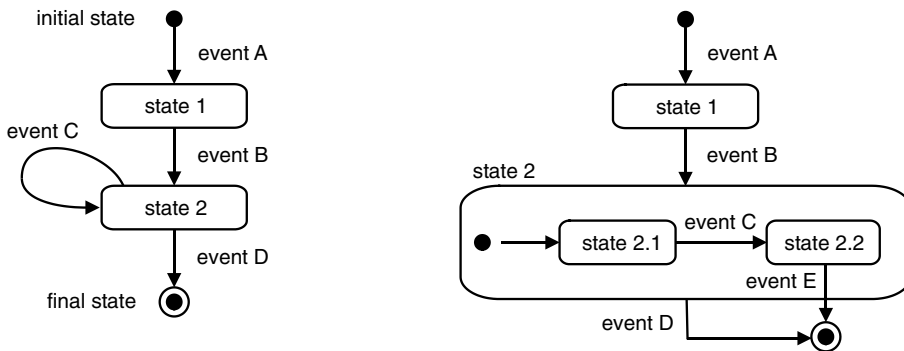 initial state
event A
state 1
event C
event B
state 2
event D
final state
event A
state 1
event B
state 2
event C
state 2.1
state 2.2
event E
event D